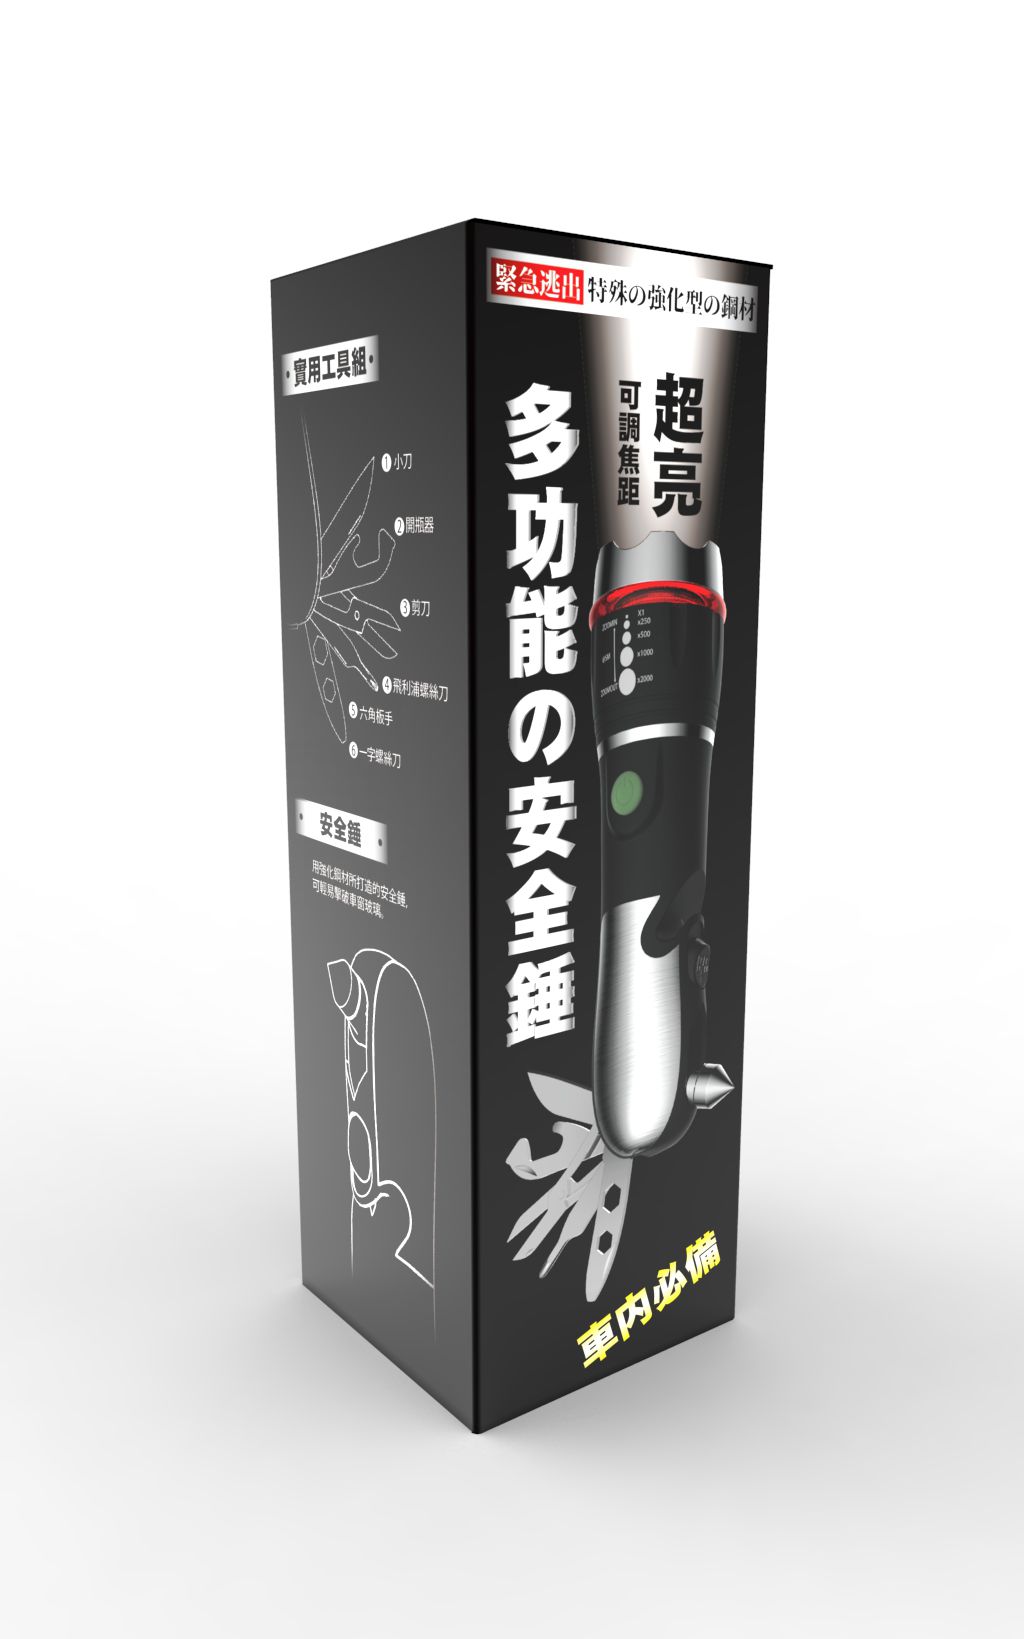 實用工具組
1 小刀
2 開瓶器
3 剪刀
4 飛利浦螺絲刀
5 六角板手
6 一字螺絲刀
安全錘
用強化鋼材所打造的安全錘,
可輕易擊破車窗玻璃。
緊急逃出 特殊の強化型の鋼材
超亮
可調焦距
多功能の安全錘
ZOOMIN
X1
x250
x500
x1000
x2000
ZOOMOUT
車内必備